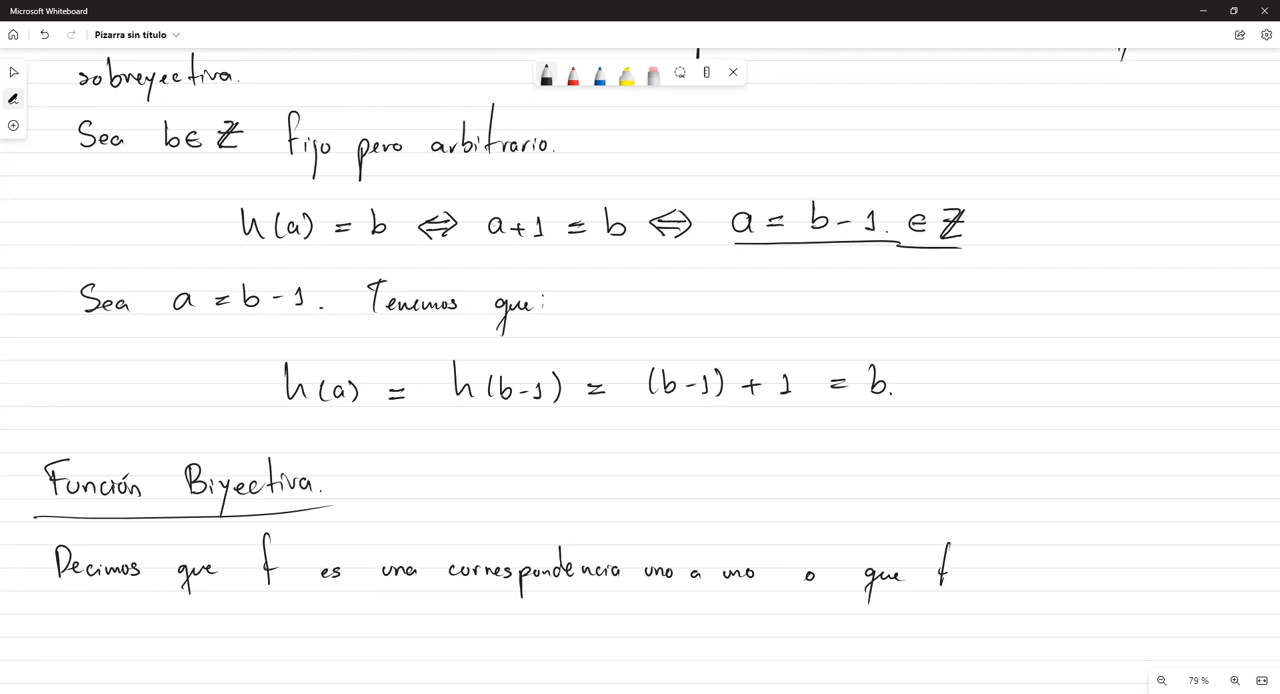 Microsoft Whiteboard
Pizarra sin título
sobreyectiva.
Sea b∈ℤ fijo pero arbitrario.
h(a) = b ⇔ a+1 = b ⇔ a = b-1. ∈ ℤ
Sea a = b-1. Tenemos que:
h(a) = h(b-1) = (b-1) + 1 = b.
Función Biyectiva.
Decimos que f es una correspondencia uno a uno o que f
79 %